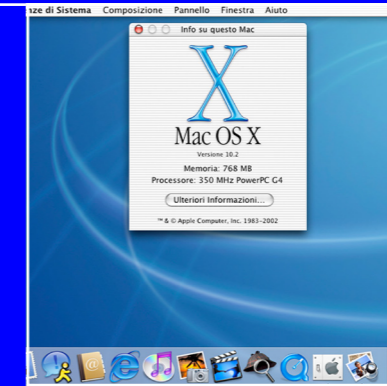 nze di Sistema Composizione Pannello Finestra Aiuto
Info su questo Mac
Mac OS X
Versione 10.2
Memoria: 768 MB
Processore: 350 MHz PowerPC G4
Ulteriori Informazioni...
™ & © Apple Computer, Inc. 1983-2002